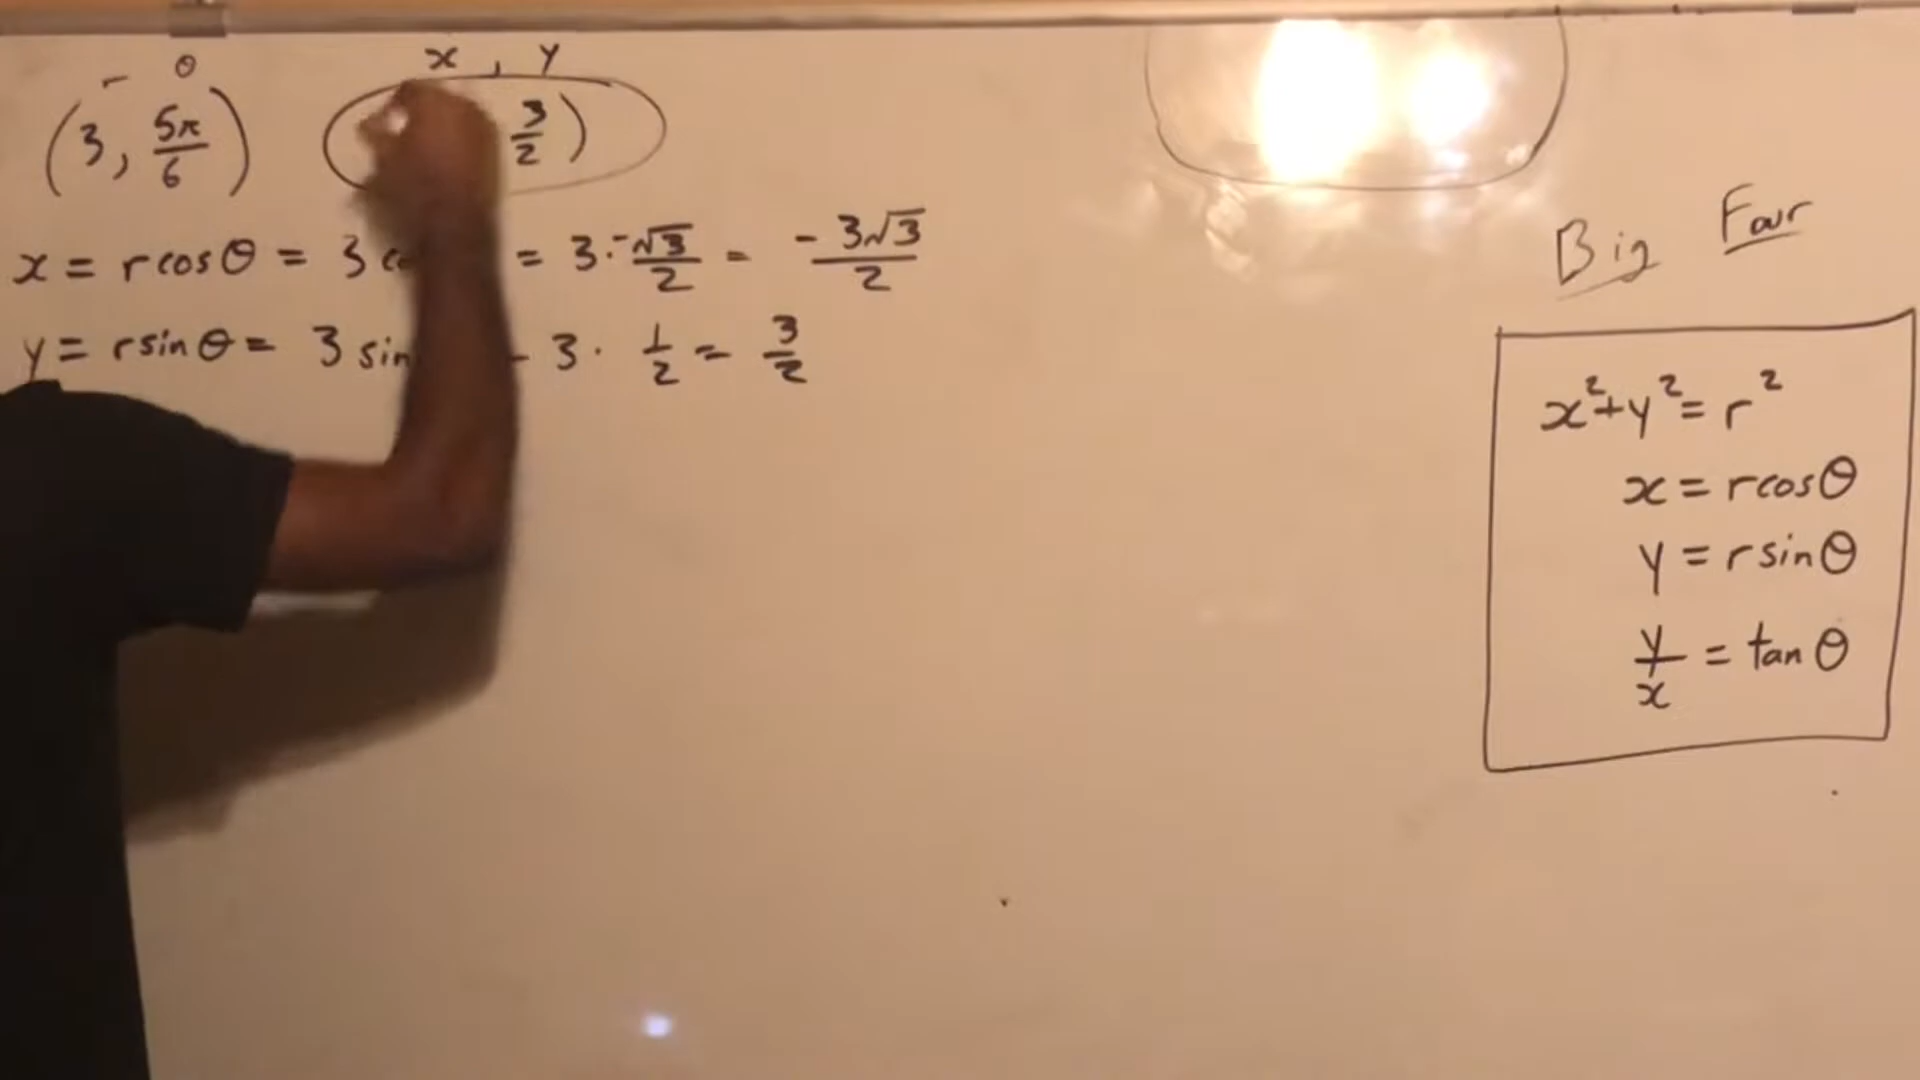 r θ x , y
(3, 5π/6) 3/2)
x = r cos θ = 3 = 3 · -√3/2 = -3√3/2
y = r sin θ = 3 sin 3 · 1/2 = 3/2
Big Four
x² + y² = r²
x = r cos θ
y = r sin θ
y/x = tan θ